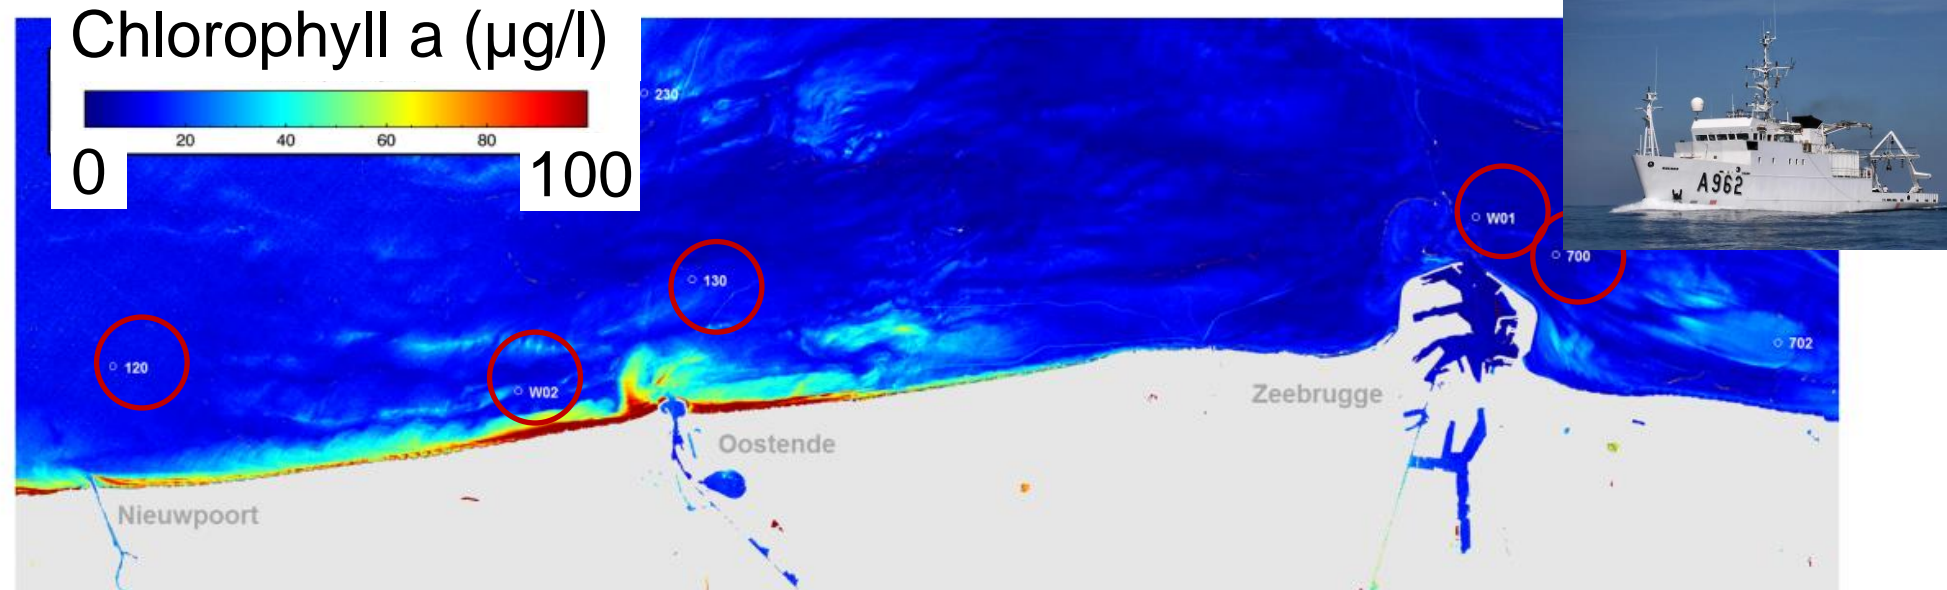 Chlorophyll a (µg/l)
20 40 60 80
0 100
230
A962
W01
700
130
120
W02
702
Zeebrugge
Oostende
Nieuwpoort